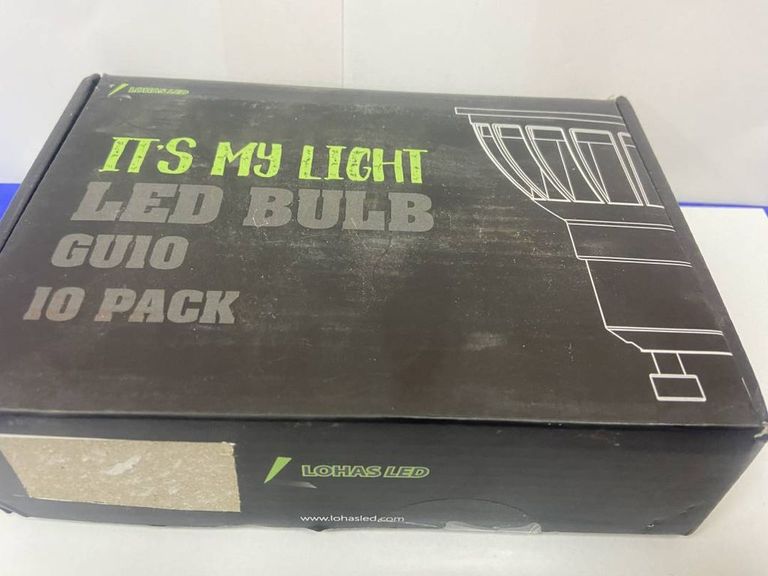 LOHAS LED
IT'S MY LIGHT
LED BULB
GU10
10 PACK
LOHAS LED
www.lohasled.com